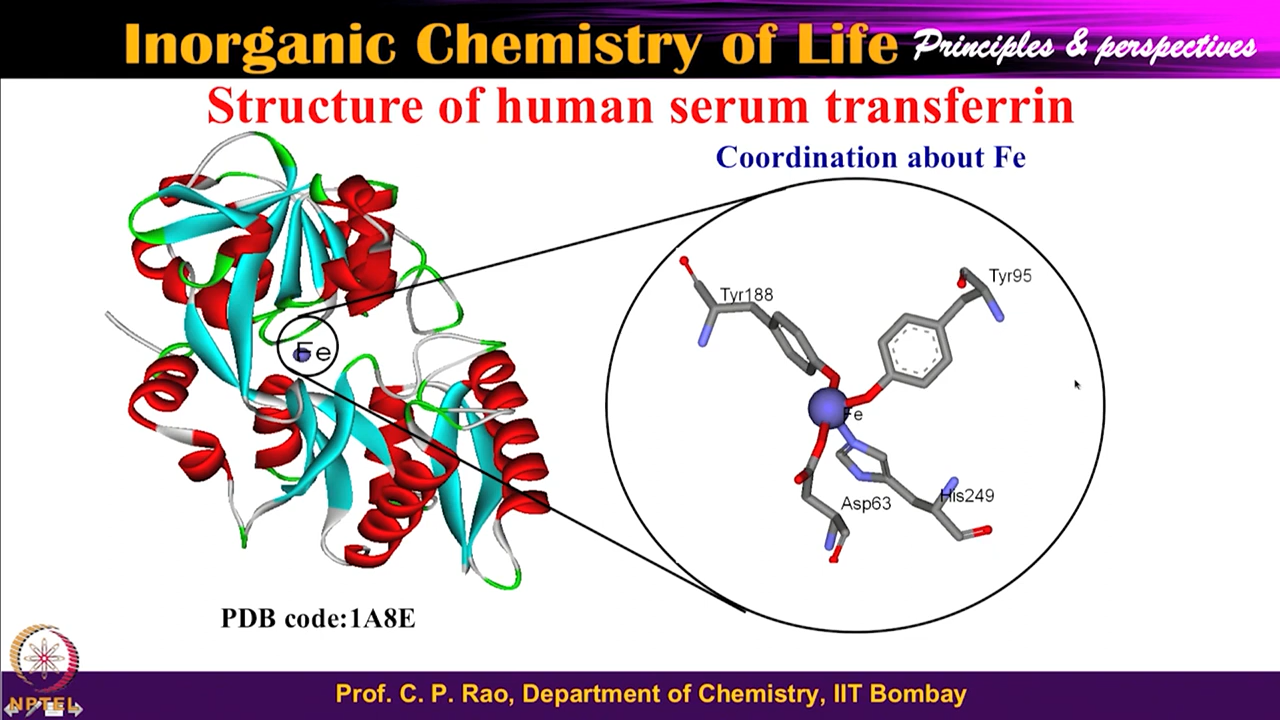 Inorganic Chemistry of Life Principles & perspectives
Structure of human serum transferrin
Coordination about Fe
Tyr95
Tyr188
Fe
Fe
Asp63
His249
PDB code:1A8E
Prof. C. P. Rao, Department of Chemistry, IIT Bombay
NPTEL